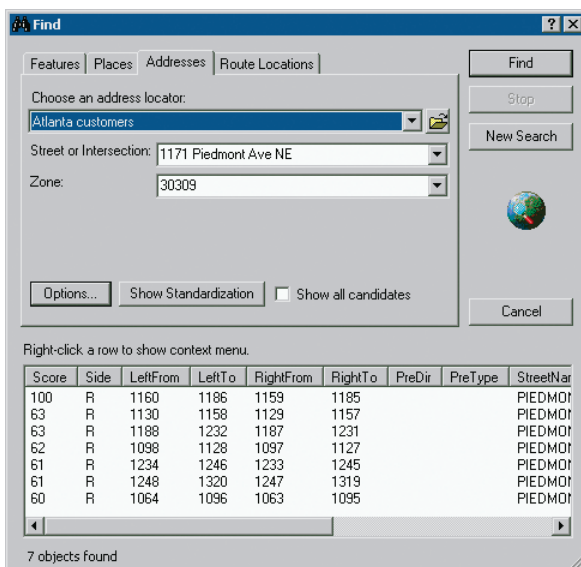 Find
Features Places Addresses Route Locations
Find
Choose an address locator:
Stop
Atlanta customers
New Search
Street or Intersection: 1171 Piedmont Ave NE
Zone: 30309
Options... Show Standardization Show all candidates
Cancel
Right-click a row to show context menu.
Score Side LeftFrom LeftTo RightFrom RightTo PreDir PreType StreetNar
100 R 1160 1186 1159 1185 PIEDMON
63 R 1130 1158 1129 1157 PIEDMON
63 R 1188 1232 1187 1231 PIEDMON
62 R 1098 1128 1097 1127 PIEDMON
61 R 1234 1246 1233 1245 PIEDMON
61 R 1248 1320 1247 1319 PIEDMON
60 R 1064 1096 1063 1095 PIEDMON
7 objects found